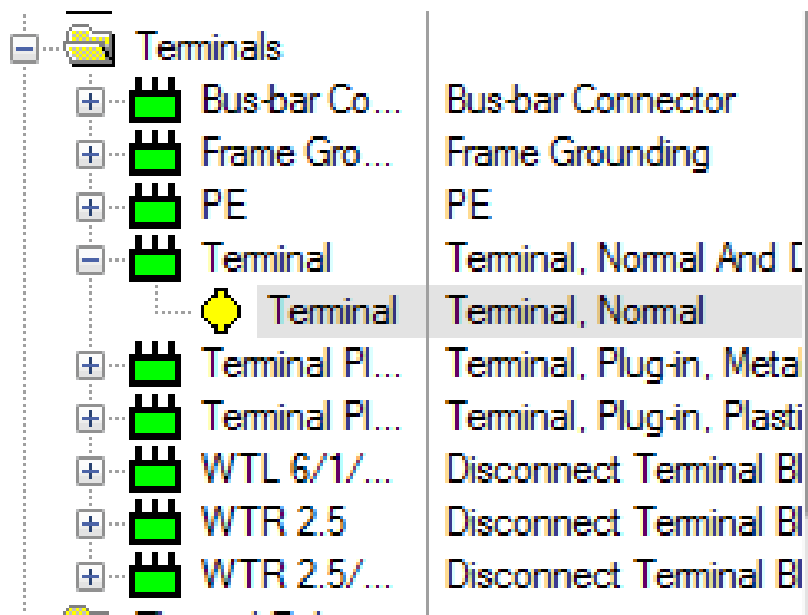 Terminals
Bus-bar Co... Bus-bar Connector
Frame Gro... Frame Grounding
PE PE
Terminal Terminal, Normal And D
Terminal Terminal, Normal
Terminal Pl... Terminal, Plug-in, Metal
Terminal Pl... Terminal, Plug-in, Plasti
WTL 6/1/... Disconnect Terminal Bl
WTR 2.5 Disconnect Terminal Bl
WTR 2.5/... Disconnect Terminal Bl